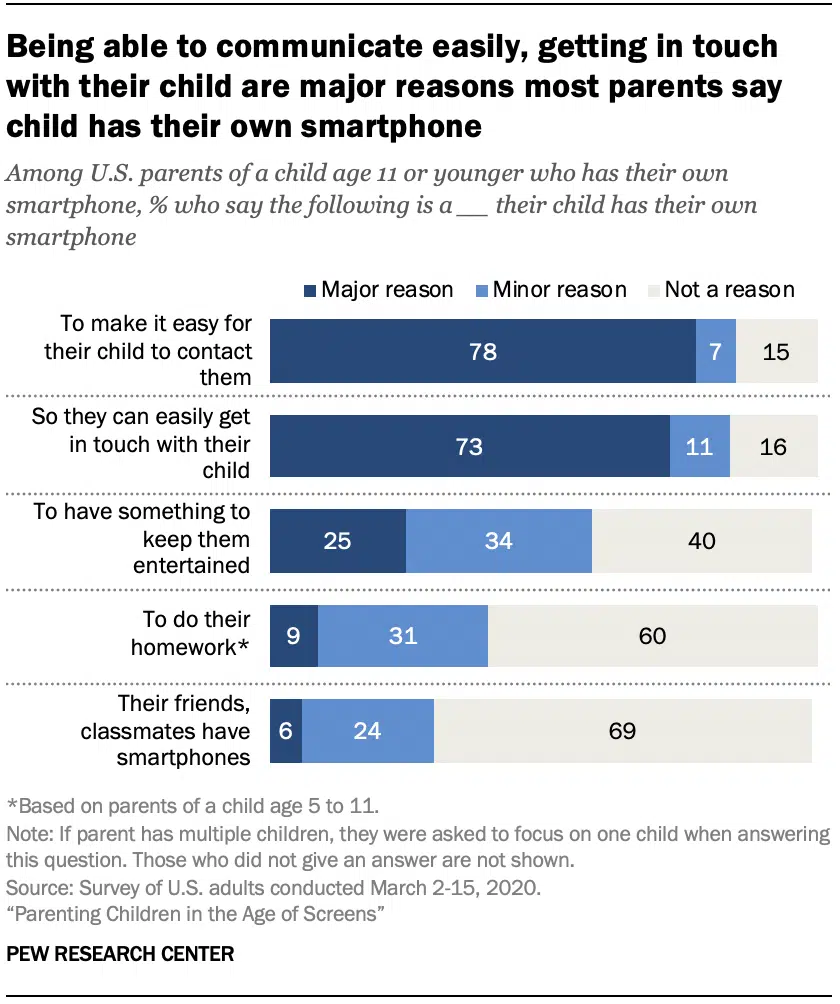 Being able to communicate easily, getting in touch
with their child are major reasons most parents say
child has their own smartphone
Among U.S. parents of a child age 11 or younger who has their own
smartphone, % who say the following is a __ their child has their own
smartphone
Major reason Minor reason Not a reason
To make it easy for
their child to contact
them
78 7 15
So they can easily get
in touch with their
child
73 11 16
To have something to
keep them
entertained
25 34 40
To do their
homework*
9 31 60
Their friends,
classmates have
smartphones
6 24 69
*Based on parents of a child age 5 to 11.
Note: If parent has multiple children, they were asked to focus on one child when answering
this question. Those who did not give an answer are not shown.
Source: Survey of U.S. adults conducted March 2-15, 2020.
“Parenting Children in the Age of Screens”
PEW RESEARCH CENTER